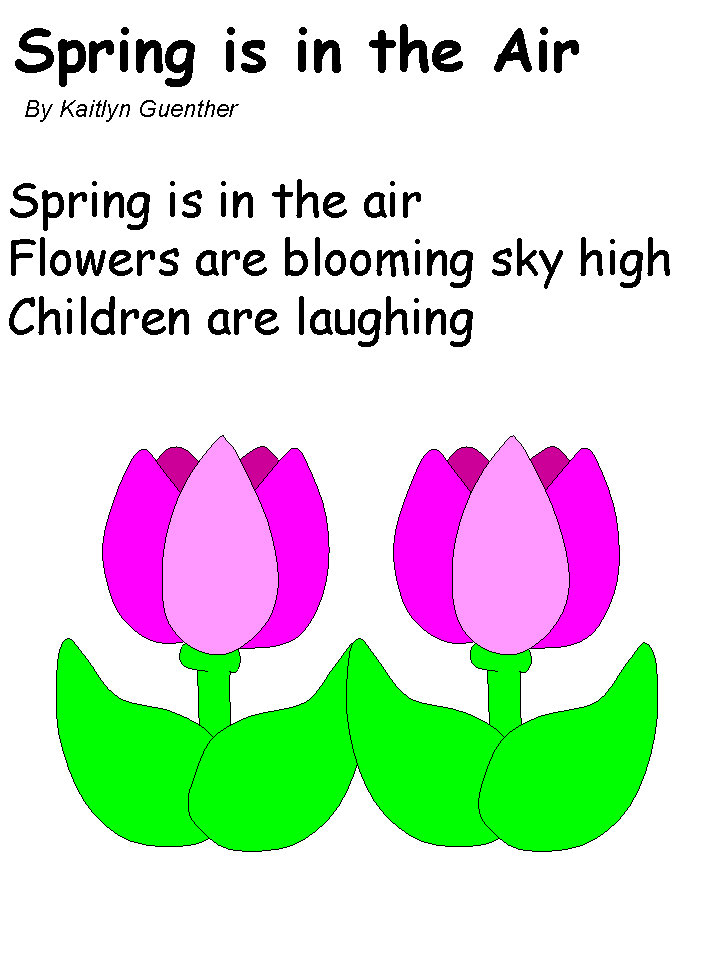 Spring is in the Air
By Kaitlyn Guenther
Spring is in the air
Flowers are blooming sky high
Children are laughing